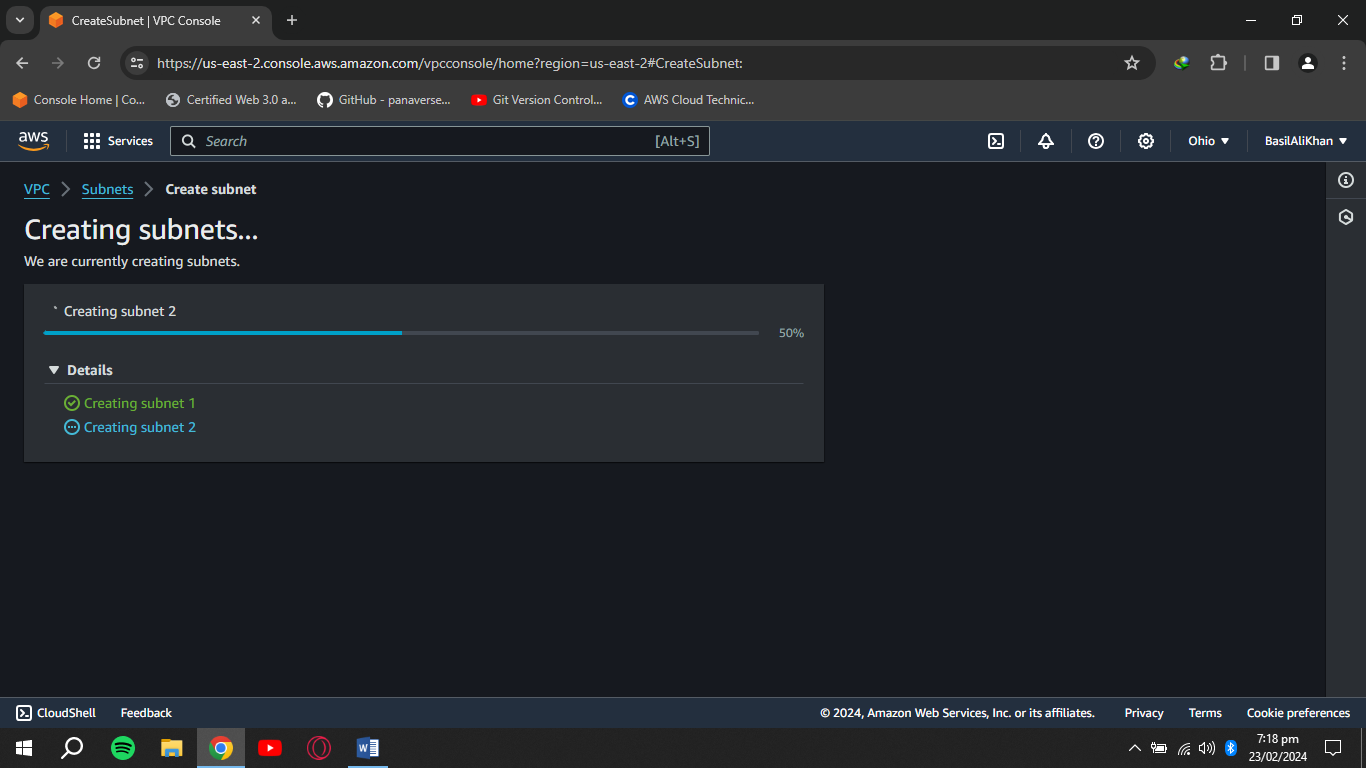 CreateSubnet | VPC Console
https://us-east-2.console.aws.amazon.com/vpcconsole/home?region=us-east-2#CreateSubnet:
Console Home | Co... Certified Web 3.0 a... GitHub - panaverse... Git Version Control... AWS Cloud Technic...
aws Services Search [Alt+S] Ohio BasilAliKhan
VPC Subnets Create subnet
Creating subnets...
We are currently creating subnets.
Creating subnet 2
50%
Details
Creating subnet 1
Creating subnet 2
CloudShell Feedback © 2024, Amazon Web Services, Inc. or its affiliates. Privacy Terms Cookie preferences
7:18 pm
23/02/2024